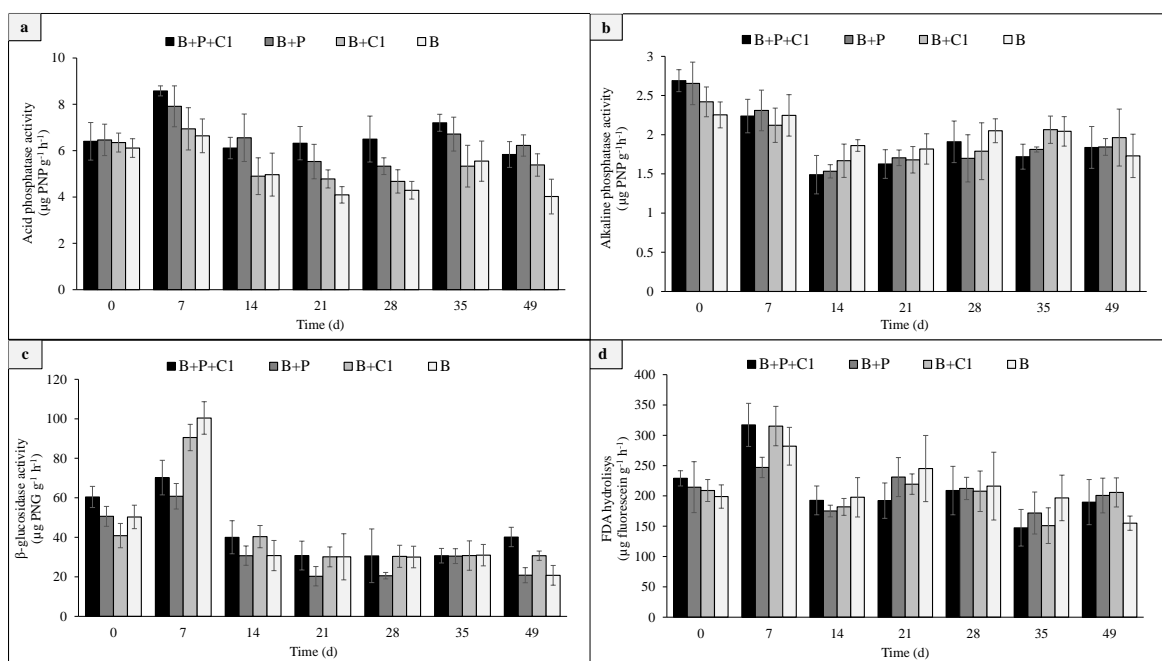 a
B+P+C1 B+P B+C1 B
Acid phosphatase activity
(µg PNP g⁻¹ h⁻¹)
10
8
6
4
2
0
0 7 14 21 28 35 49
Time (d)
b
B+P+C1 B+P B+C1 B
Alkaline phosphatase activity
(µg PNP g⁻¹h⁻¹)
3
2.5
2
1.5
1
0.5
0
0 7 14 21 28 35 49
Time (d)
c
B+P+C1 B+P B+C1 B
β-glucosidase activity
(µg PNG g⁻¹ h⁻¹)
120
100
80
60
40
20
0
0 7 14 21 28 35 49
Time (d)
d
B+P+C1 B+P B+C1 B
FDA hydrolisys
(µg fluorescein g⁻¹ h⁻¹)
400
350
300
250
200
150
100
50
0
0 7 14 21 28 35 49
Time (d)